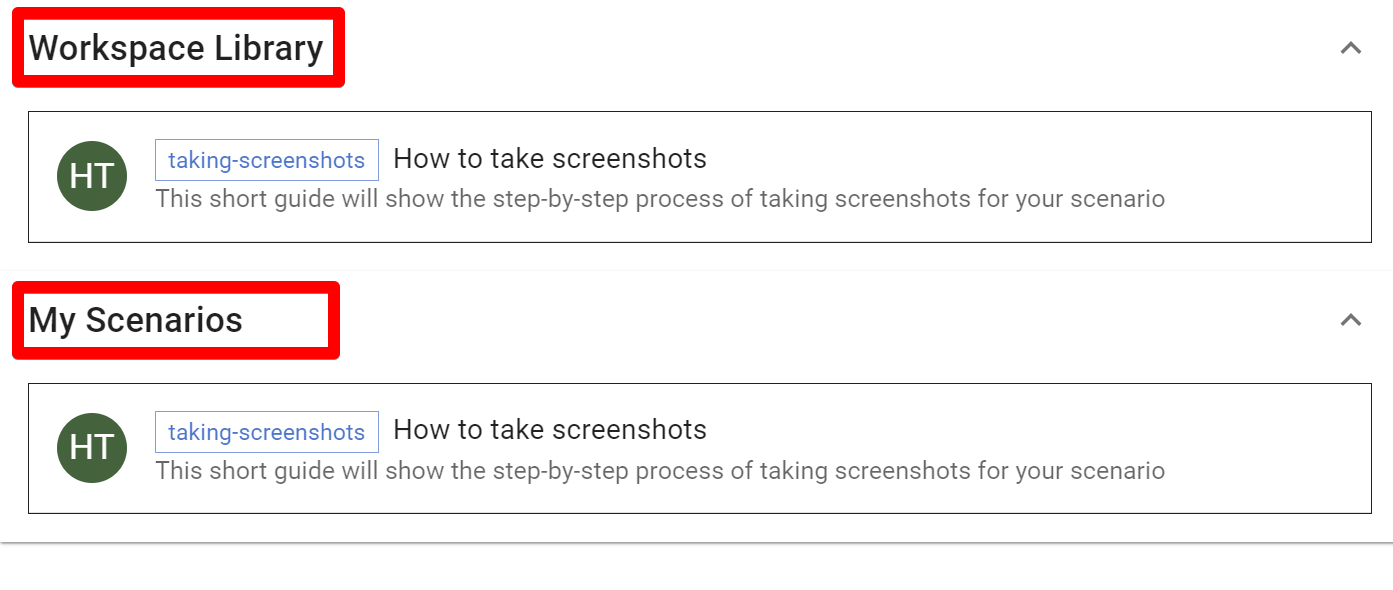 Workspace Library
HT
taking-screenshots How to take screenshots
This short guide will show the step-by-step process of taking screenshots for your scenario
My Scenarios
HT
taking-screenshots How to take screenshots
This short guide will show the step-by-step process of taking screenshots for your scenario